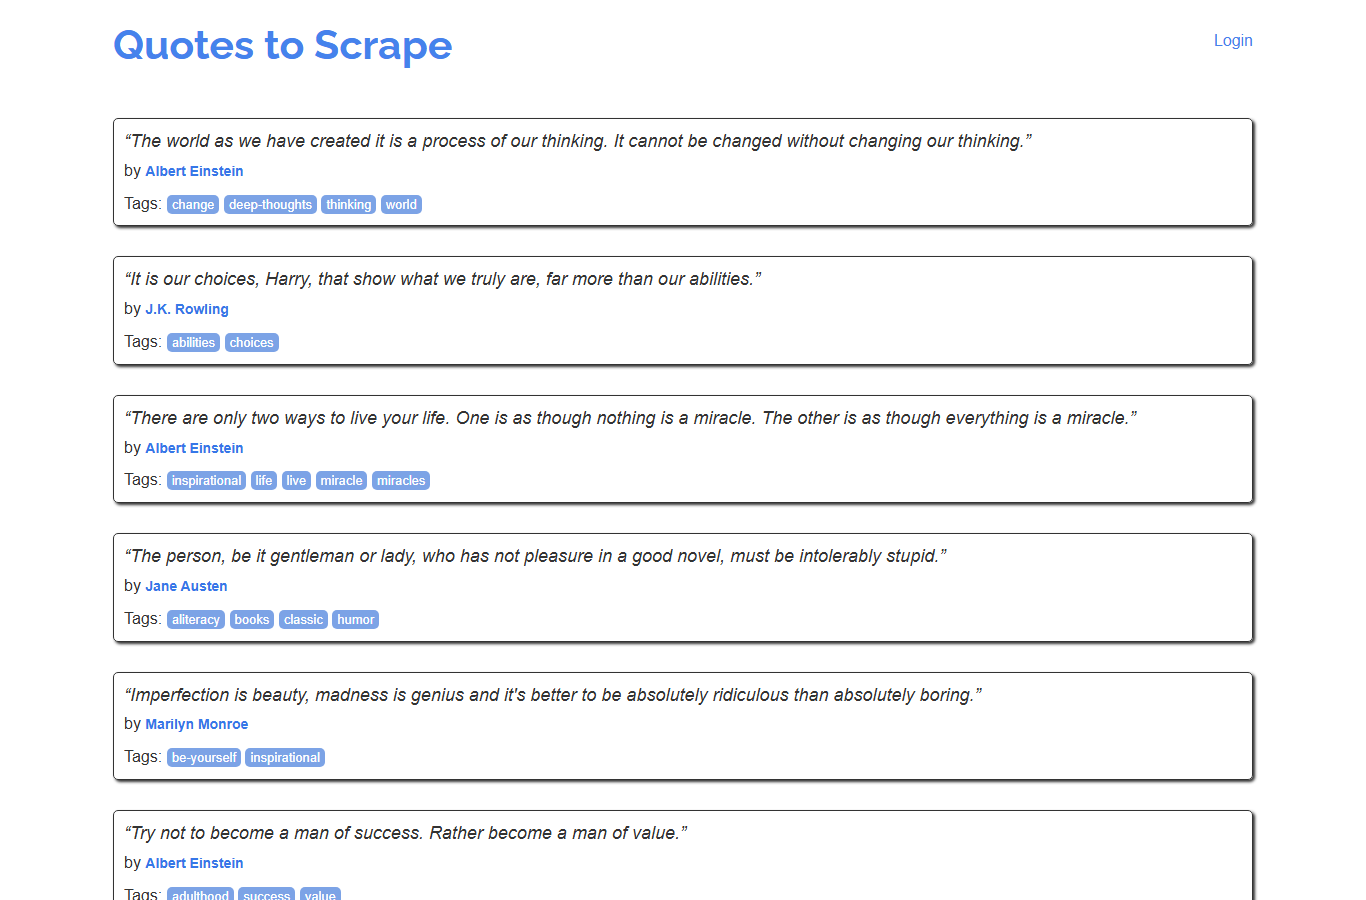 Quotes to Scrape
Login
“The world as we have created it is a process of our thinking. It cannot be changed without changing our thinking.”
by Albert Einstein
Tags: change deep-thoughts thinking world
“It is our choices, Harry, that show what we truly are, far more than our abilities.”
by J.K. Rowling
Tags: abilities choices
“There are only two ways to live your life. One is as though nothing is a miracle. The other is as though everything is a miracle.”
by Albert Einstein
Tags: inspirational life live miracle miracles
“The person, be it gentleman or lady, who has not pleasure in a good novel, must be intolerably stupid.”
by Jane Austen
Tags: aliteracy books classic humor
“Imperfection is beauty, madness is genius and it's better to be absolutely ridiculous than absolutely boring.”
by Marilyn Monroe
Tags: be-yourself inspirational
“Try not to become a man of success. Rather become a man of value.”
by Albert Einstein
Tags: adulthood success value